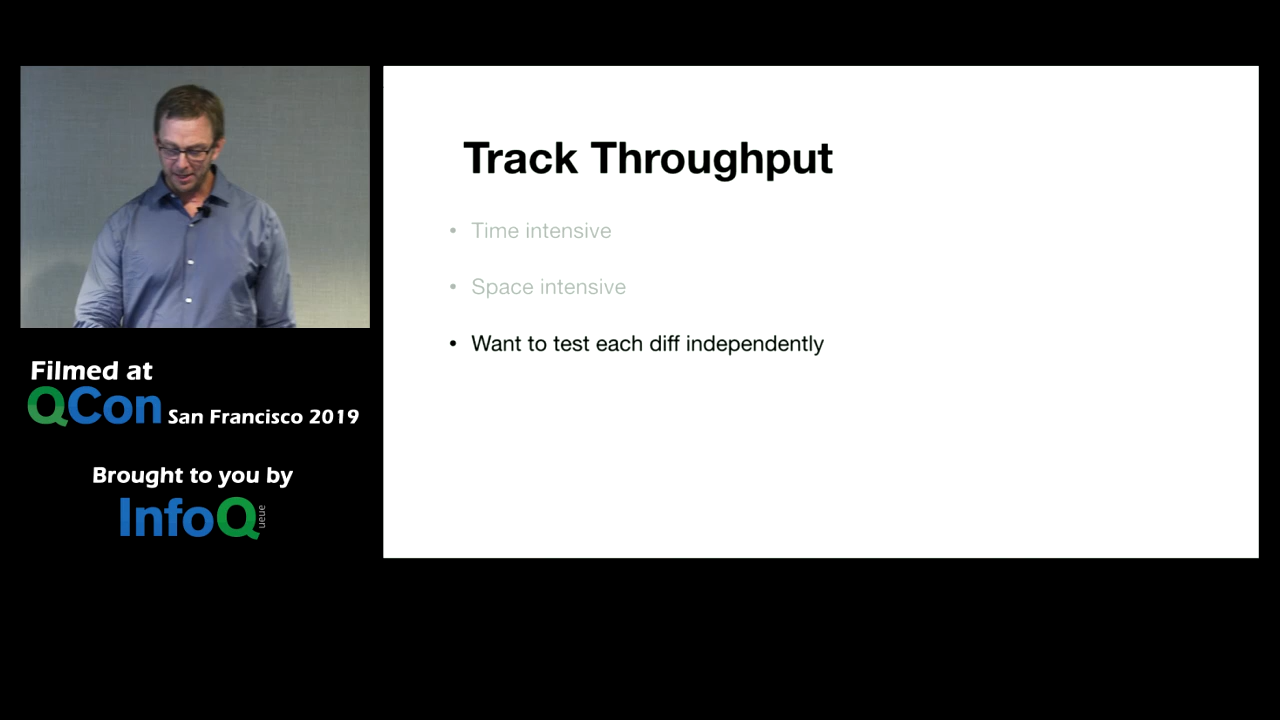 Track Throughput
• Time intensive
• Space intensive
• Want to test each diff independently
Filmed at
QCon San Francisco 2019
Brought to you by
InfoQ
ueue